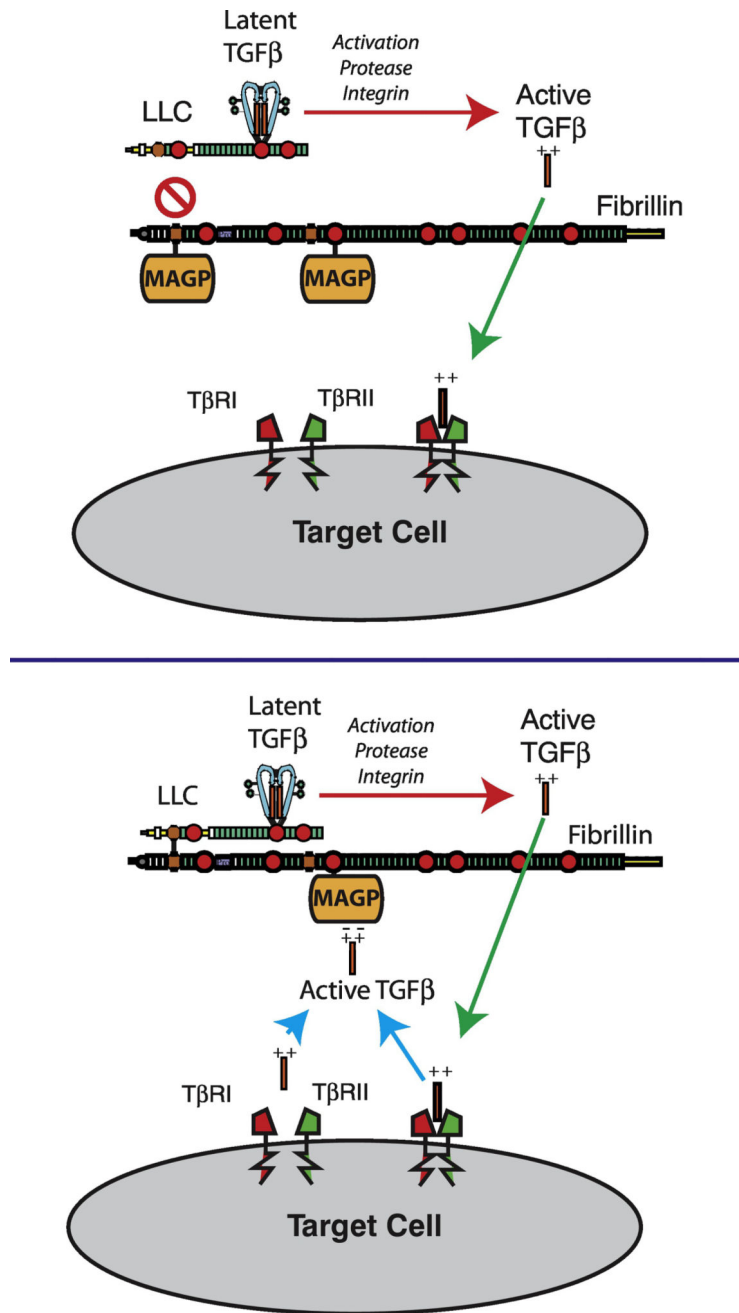 Latent
TGFβ
Activation
Protease
Integrin
LLC
Active
TGFβ
++
Fibrillin
MAGP
MAGP
++
TβRI
TβRII
Target Cell
Latent
TGFβ
Activation
Protease
Integrin
Active
TGFβ
++
LLC
Fibrillin
MAGP
- -
++
Active TGFβ
++
++
TβRI
TβRII
Target Cell